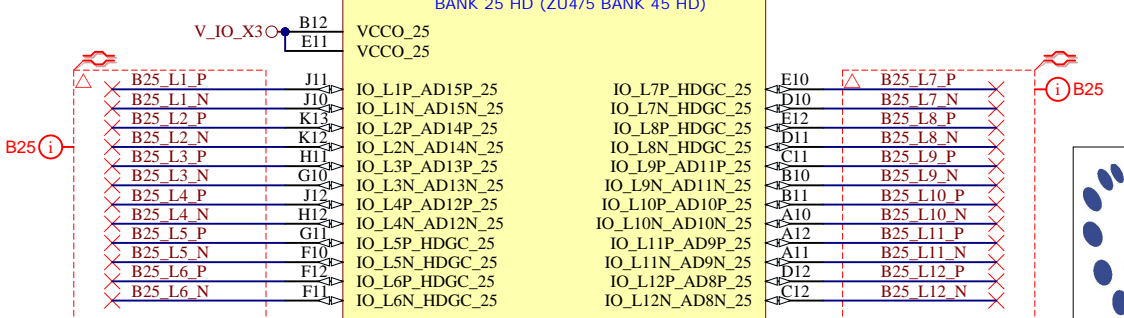 BANK 25 HD (ZU4/5 BANK 45 HD)
V_IO_X3 B12 VCCO_25
E11 VCCO_25
B25_L1_P J11 IO_L1P_AD15P_25 IO_L7P_HDGC_25 E10 B25_L7_P
B25_L1_N J10 IO_L1N_AD15N_25 IO_L7N_HDGC_25 D10 B25_L7_N
B25_L2_P K13 IO_L2P_AD14P_25 IO_L8P_HDGC_25 E12 B25_L8_P
B25_L2_N K12 IO_L2N_AD14N_25 IO_L8N_HDGC_25 D11 B25_L8_N
B25_L3_P H11 IO_L3P_AD13P_25 IO_L9P_AD11P_25 C11 B25_L9_P
B25_L3_N G10 IO_L3N_AD13N_25 IO_L9N_AD11N_25 B10 B25_L9_N
B25_L4_P J12 IO_L4P_AD12P_25 IO_L10P_AD10P_25 B11 B25_L10_P
B25_L4_N H12 IO_L4N_AD12N_25 IO_L10N_AD10N_25 A10 B25_L10_N
B25_L5_P G11 IO_L5P_HDGC_25 IO_L11P_AD9P_25 A12 B25_L11_P
B25_L5_N F10 IO_L5N_HDGC_25 IO_L11N_AD9N_25 A11 B25_L11_N
B25_L6_P F12 IO_L6P_HDGC_25 IO_L12P_AD8P_25 D12 B25_L12_P
B25_L6_N F11 IO_L6N_HDGC_25 IO_L12N_AD8N_25 C12 B25_L12_N
B25 i
i B25